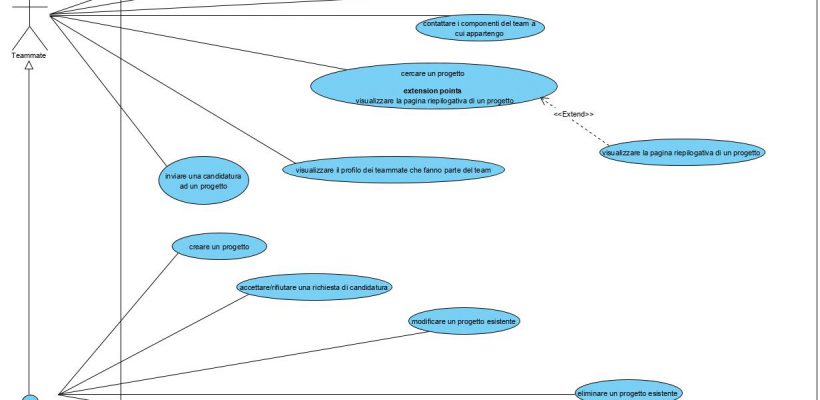 contattare i componenti del team a
cui appartengo
Teammate
cercare un progetto
extension points
visualizzare la pagina riepilogativa di un progetto
<<Extend>>
visualizzare la pagina riepilogativa di un progetto
visualizzare il profilo dei teammate che fanno parte del team
inviare una candidatura
ad un progetto
creare un progetto
accettare/rifiutare una richiesta di candidatura
modificare un progetto esistente
eliminare un progetto esistente